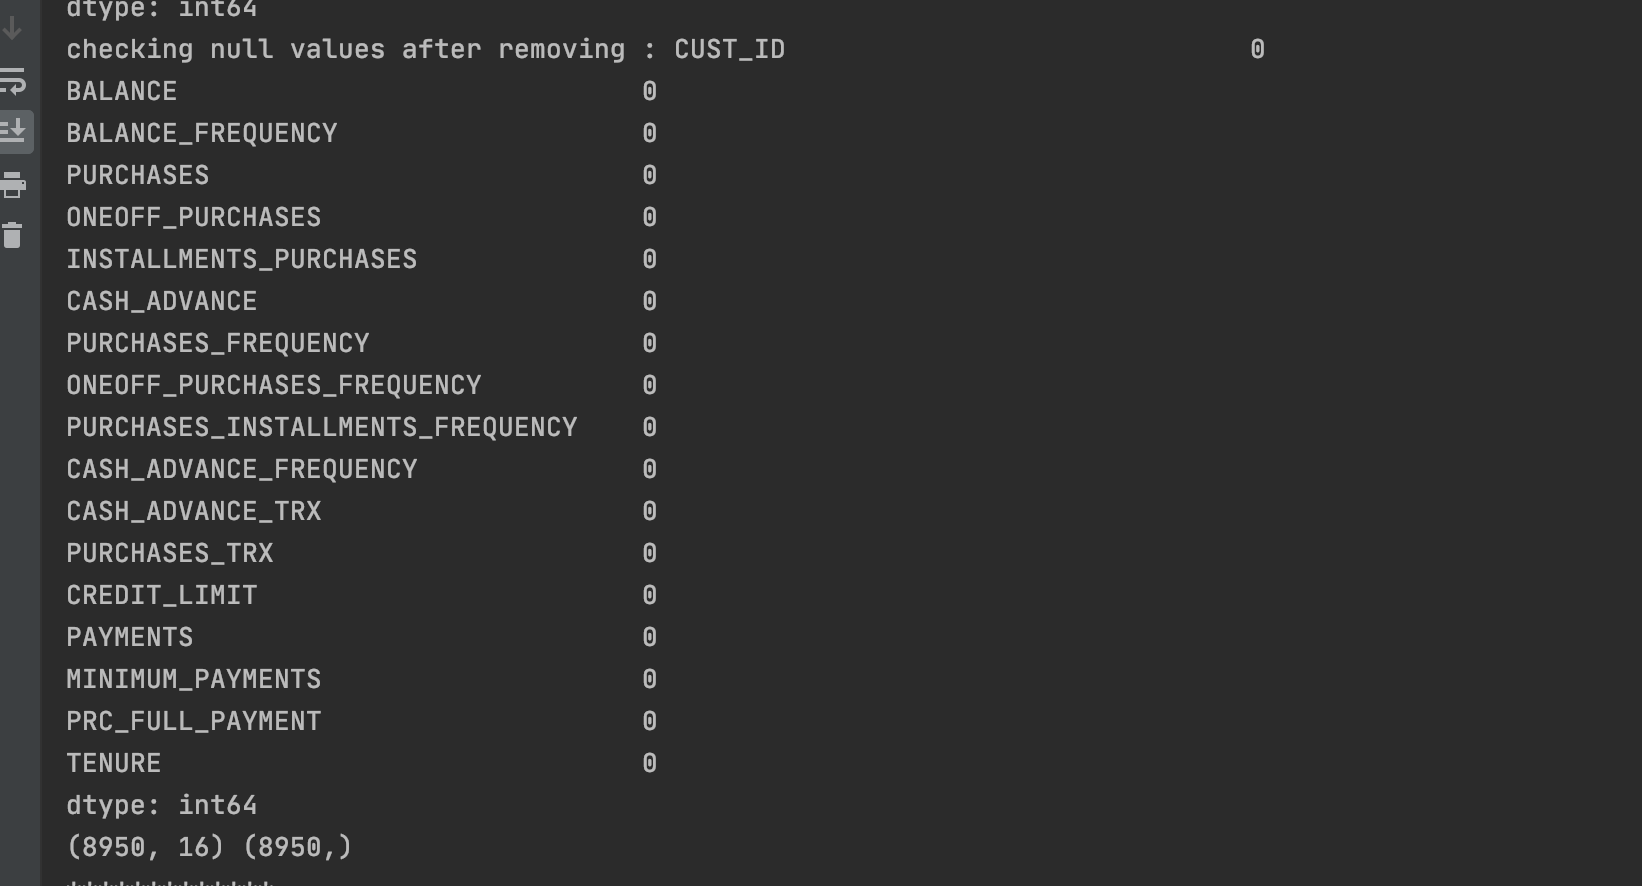 dtype: int64
checking null values after removing : CUST_ID                             0
BALANCE                             0
BALANCE_FREQUENCY                   0
PURCHASES                           0
ONEOFF_PURCHASES                    0
INSTALLMENTS_PURCHASES              0
CASH_ADVANCE                        0
PURCHASES_FREQUENCY                 0
ONEOFF_PURCHASES_FREQUENCY          0
PURCHASES_INSTALLMENTS_FREQUENCY    0
CASH_ADVANCE_FREQUENCY              0
CASH_ADVANCE_TRX                    0
PURCHASES_TRX                       0
CREDIT_LIMIT                        0
PAYMENTS                            0
MINIMUM_PAYMENTS                    0
PRC_FULL_PAYMENT                    0
TENURE                              0
dtype: int64
(8950, 16) (8950,)